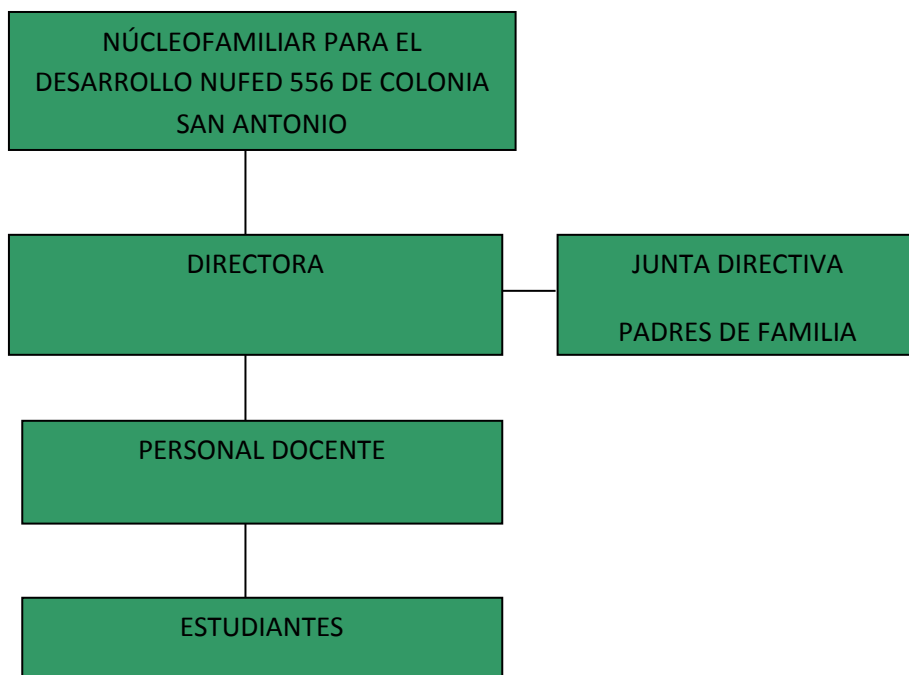 NÚCLEOFAMILIAR PARA EL
DESARROLLO NUFED 556 DE COLONIA
SAN ANTONIO
DIRECTORA
JUNTA DIRECTIVA
PADRES DE FAMILIA
PERSONAL DOCENTE
ESTUDIANTES